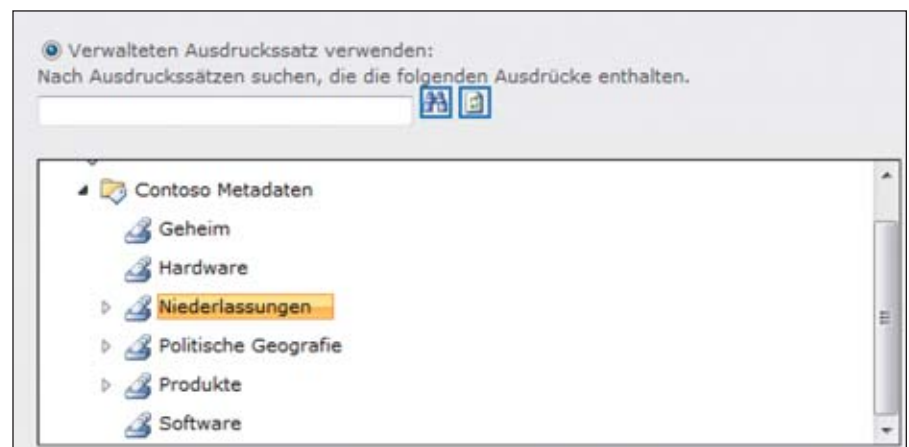 Verwalteten Ausdruckssatz verwenden:
Nach Ausdruckssätzen suchen, die die folgenden Ausdrücke enthalten.
Contoso Metadaten
Geheim
Hardware
Niederlassungen
Politische Geografie
Produkte
Software